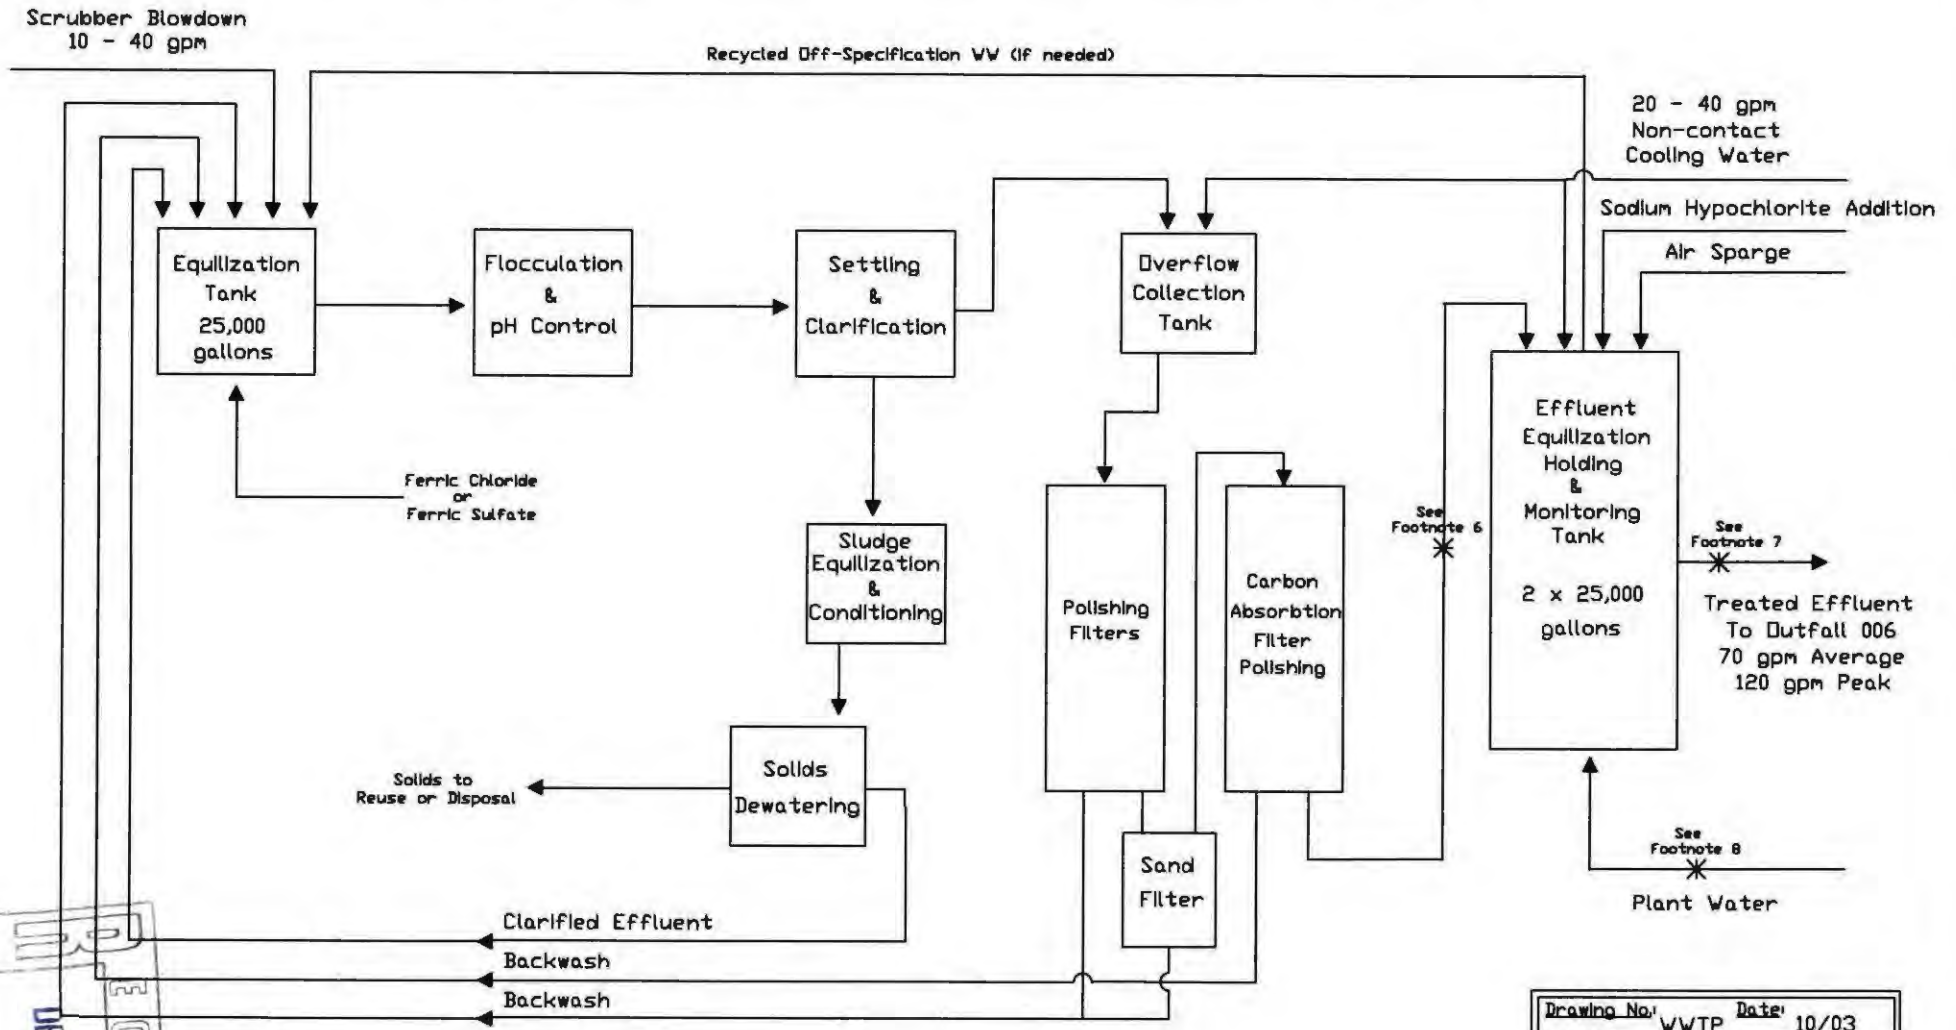 Scrubber Blowdown
10 - 40 gpm
Recycled Off-Specification WW (if needed)
20 - 40 gpm
Non-contact
Cooling Water
Sodium Hypochlorite Addition
Air Sparge
Equilization
Tank
25,000
gallons
Flocculation
&
pH Control
Settling
&
Clarification
Overflow
Collection
Tank
Ferric Chloride
or
Ferric Sulfate
Sludge
Equilization
&
Conditioning
Polishing
Filters
Carbon
Absorbtion
Filter
Polishing
See
Footnote 6
Effluent
Equilization
Holding
&
Monitoring
Tank
2 x 25,000
gallons
See
Footnote 7
Treated Effluent
To Outfall 006
70 gpm Average
120 gpm Peak
Solids to
Reuse or Disposal
Solids
Dewatering
Sand
Filter
See
Footnote 8
Plant Water
Clarified Effluent
Backwash
Backwash
Drawing No: WWTP Date: 10/03